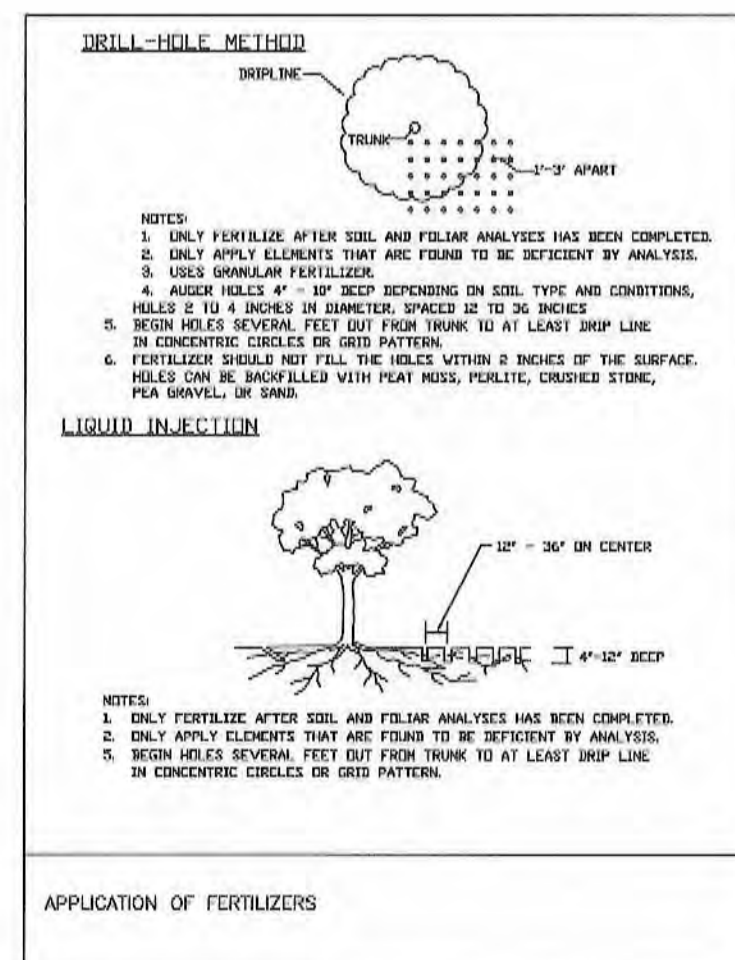 DRILL-HOLE METHOD
DRIPLINE
TRUNK
1'-3' APART
NOTES:
1. ONLY FERTILIZE AFTER SOIL AND FOLIAR ANALYSES HAS BEEN COMPLETED.
2. ONLY APPLY ELEMENTS THAT ARE FOUND TO BE DEFICIENT BY ANALYSIS.
3. USES GRANULAR FERTILIZER.
4. AUGER HOLES 4" - 10" DEEP DEPENDING ON SOIL TYPE AND CONDITIONS,
HOLES 2 TO 4 INCHES IN DIAMETER, SPACED 12 TO 36 INCHES
5. BEGIN HOLES SEVERAL FEET OUT FROM TRUNK TO AT LEAST DRIP LINE
IN CONCENTRIC CIRCLES OR GRID PATTERN.
6. FERTILIZER SHOULD NOT FILL THE HOLES WITHIN 2 INCHES OF THE SURFACE.
HOLES CAN BE BACKFILLED WITH PEAT MOSS, PERLITE, CRUSHED STONE,
PEA GRAVEL, OR SAND.
LIQUID INJECTION
12" - 36" ON CENTER
4"-12" DEEP
NOTES:
1. ONLY FERTILIZE AFTER SOIL AND FOLIAR ANALYSES HAS BEEN COMPLETED.
2. ONLY APPLY ELEMENTS THAT ARE FOUND TO BE DEFICIENT BY ANALYSIS.
5. BEGIN HOLES SEVERAL FEET OUT FROM TRUNK TO AT LEAST DRIP LINE
IN CONCENTRIC CIRCLES OR GRID PATTERN.
APPLICATION OF FERTILIZERS